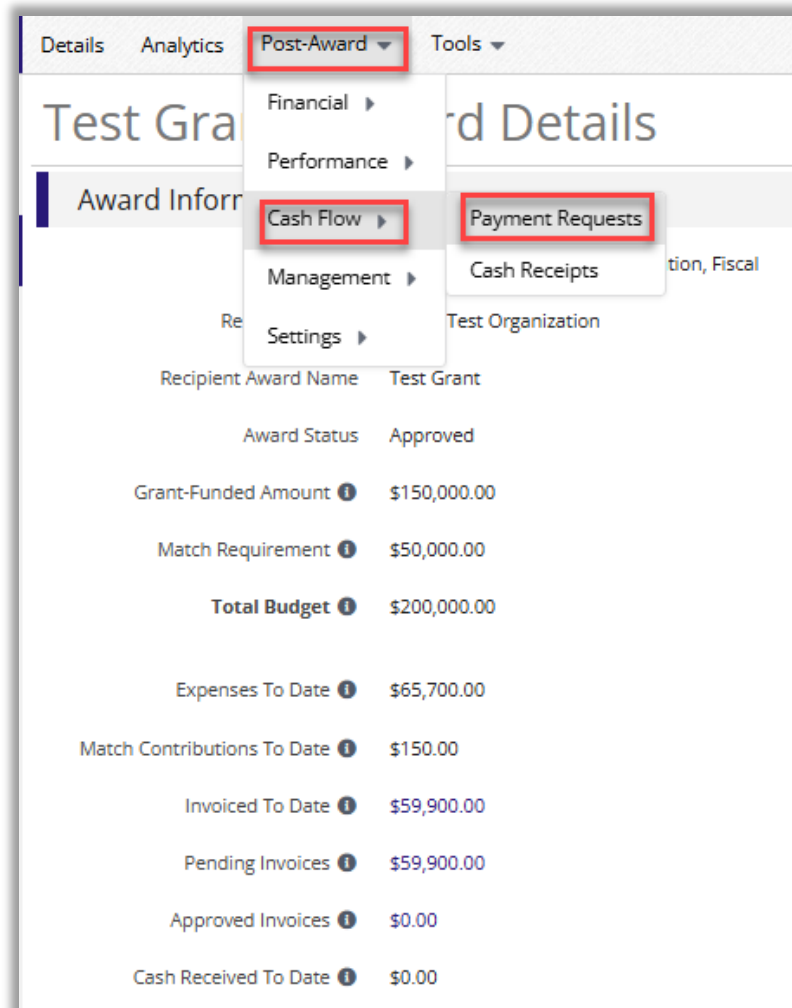 Details Analytics Post-Award Tools
Financial
Test Gra rd Details
Performance
Award Inforr
Cash Flow Payment Requests
Management Cash Receipts tion, Fiscal
Re Test Organization
Settings
Recipient Award Name Test Grant
Award Status Approved
Grant-Funded Amount $150,000.00
Match Requirement $50,000.00
Total Budget $200,000.00
Expenses To Date $65,700.00
Match Contributions To Date $150.00
Invoiced To Date $59,900.00
Pending Invoices $59,900.00
Approved Invoices $0.00
Cash Received To Date $0.00